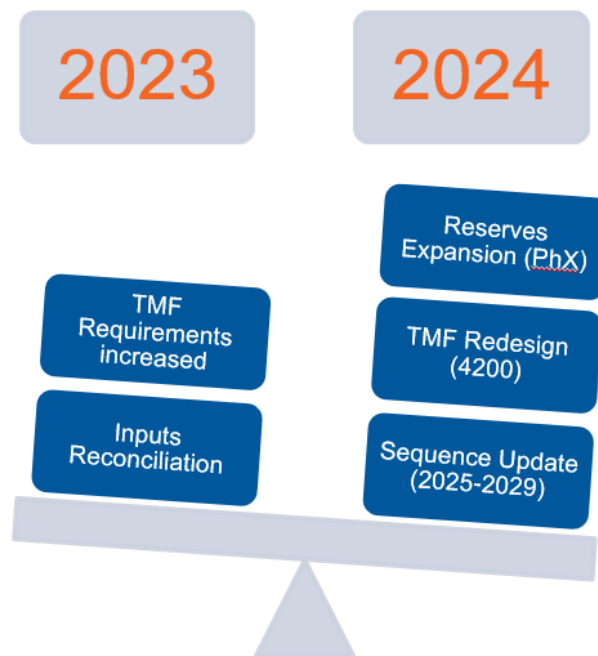 2023
2024
TMF
Requirements
increased
Inputs
Reconciliation
Reserves
Expansion (PhX)
TMF Redesign
(4200)
Sequence Update
(2025-2029)